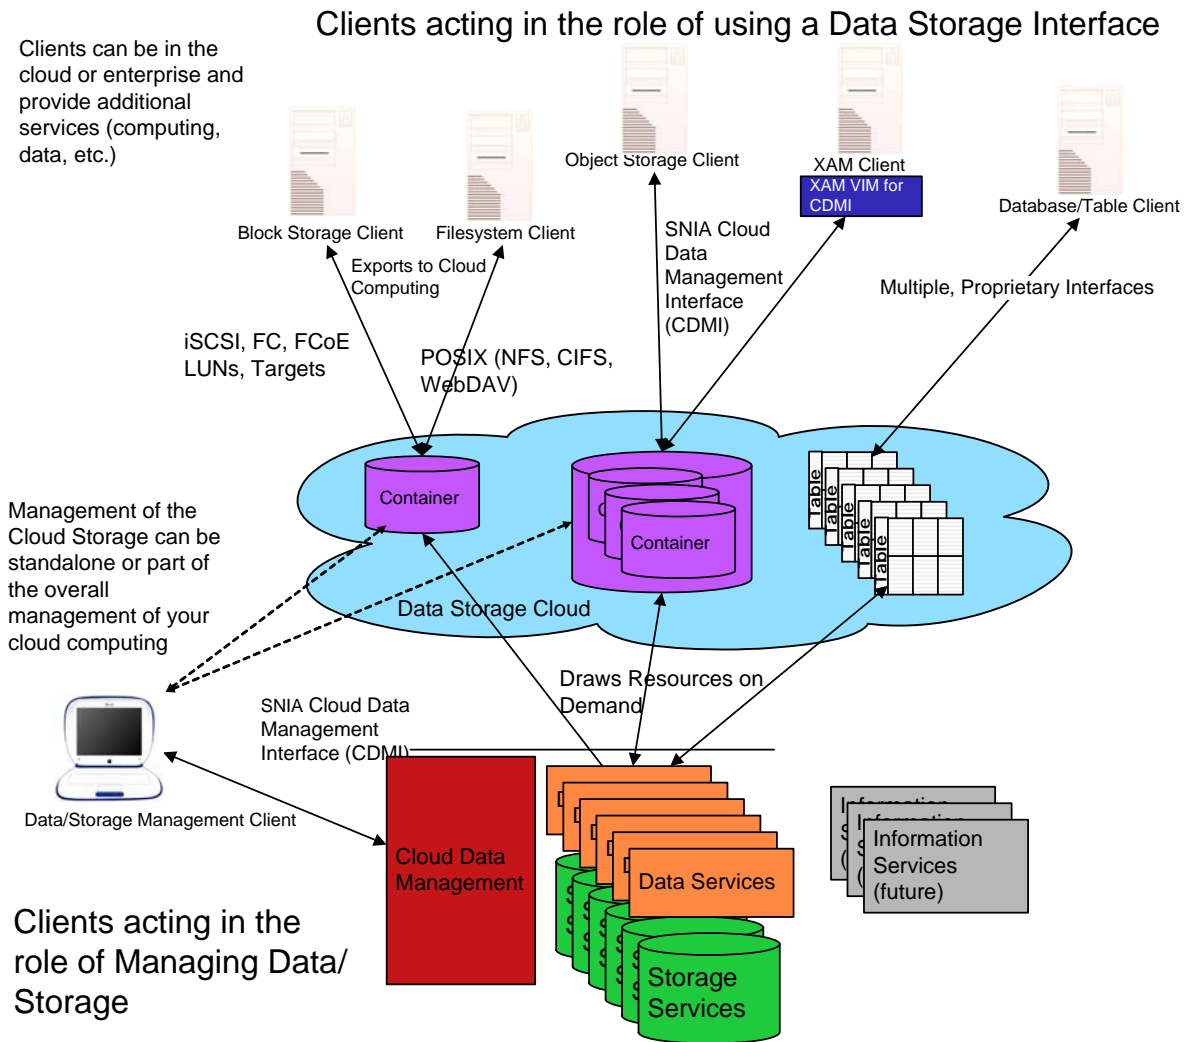 Clients acting in the role of using a Data Storage Interface
Clients can be in the
cloud or enterprise and
provide additional
services (computing,
data, etc.)
Block Storage Client
Filesystem Client
Object Storage Client
XAM Client
XAM VIM for
CDMI
Database/Table Client
Exports to Cloud
Computing
SNIA Cloud
Data
Management
Interface
(CDMI)
Multiple, Proprietary Interfaces
iSCSI, FC, FCoE
LUNs, Targets
POSIX (NFS, CIFS,
WebDAV)
Container
Container
Table
Table
Table
Table
Table
Management of the
Cloud Storage can be
standalone or part of
the overall
management of your
cloud computing
Data Storage Cloud
Draws Resources on
Demand
SNIA Cloud Data
Management
Interface (CDMI)
Data/Storage Management Client
Cloud Data
Management
Data Services
Storage
Services
Information
Information
Information
Services
(future)
Clients acting in the
role of Managing Data/
Storage